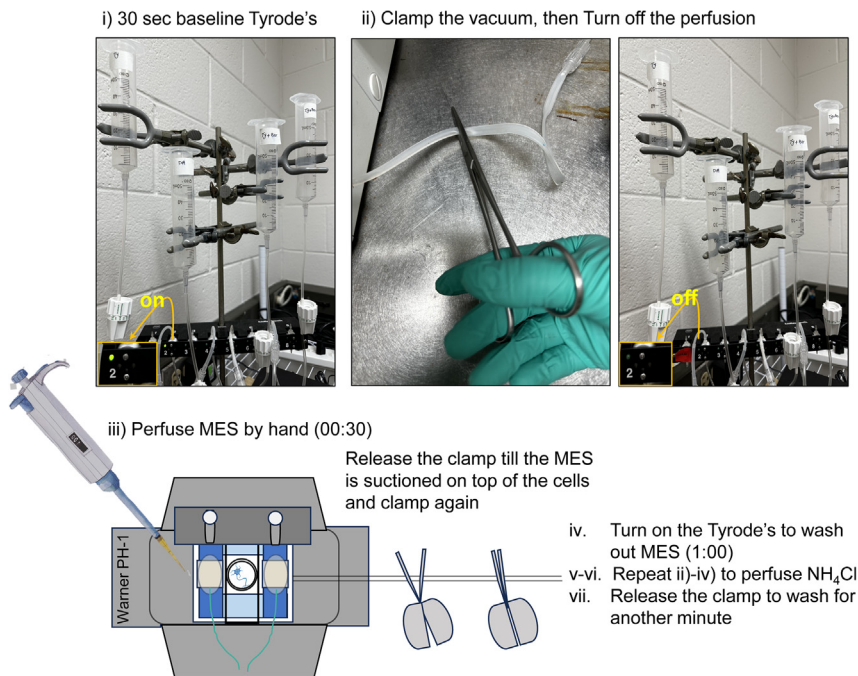 i) 30 sec baseline Tyrode's
ii) Clamp the vacuum, then Turn off the perfusion
on
2
off
2
iii) Perfuse MES by hand (00:30)
Release the clamp till the MES
is suctioned on top of the cells
and clamp again
Warner PH-1
iv. Turn on the Tyrode's to wash
out MES (1:00)
v-vi. Repeat ii)-iv) to perfuse NH₄Cl
vii. Release the clamp to wash for
another minute